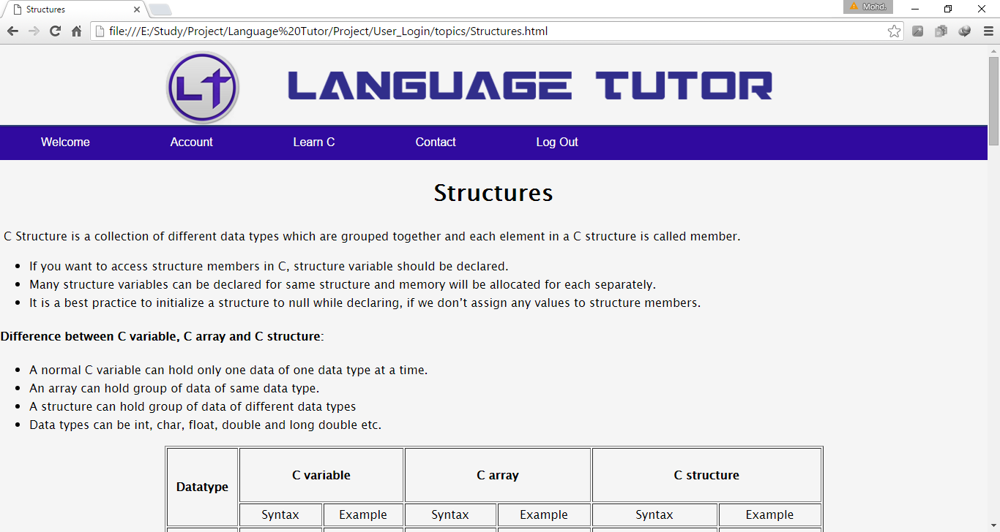 Structures
Mohd.
file:///E:/Study/Project/Language%20Tutor/Project/User_Login/topics/Structures.html
LT LANGUAGE TUTOR
Welcome Account Learn C Contact Log Out
Structures
C Structure is a collection of different data types which are grouped together and each element in a C structure is called member.
• If you want to access structure members in C, structure variable should be declared.
• Many structure variables can be declared for same structure and memory will be allocated for each separately.
• It is a best practice to initialize a structure to null while declaring, if we don’t assign any values to structure members.
Difference between C variable, C array and C structure:
• A normal C variable can hold only one data of one data type at a time.
• An array can hold group of data of same data type.
• A structure can hold group of data of different data types
• Data types can be int, char, float, double and long double etc.
Datatype C variable C array C structure
Syntax Example Syntax Example Syntax Example